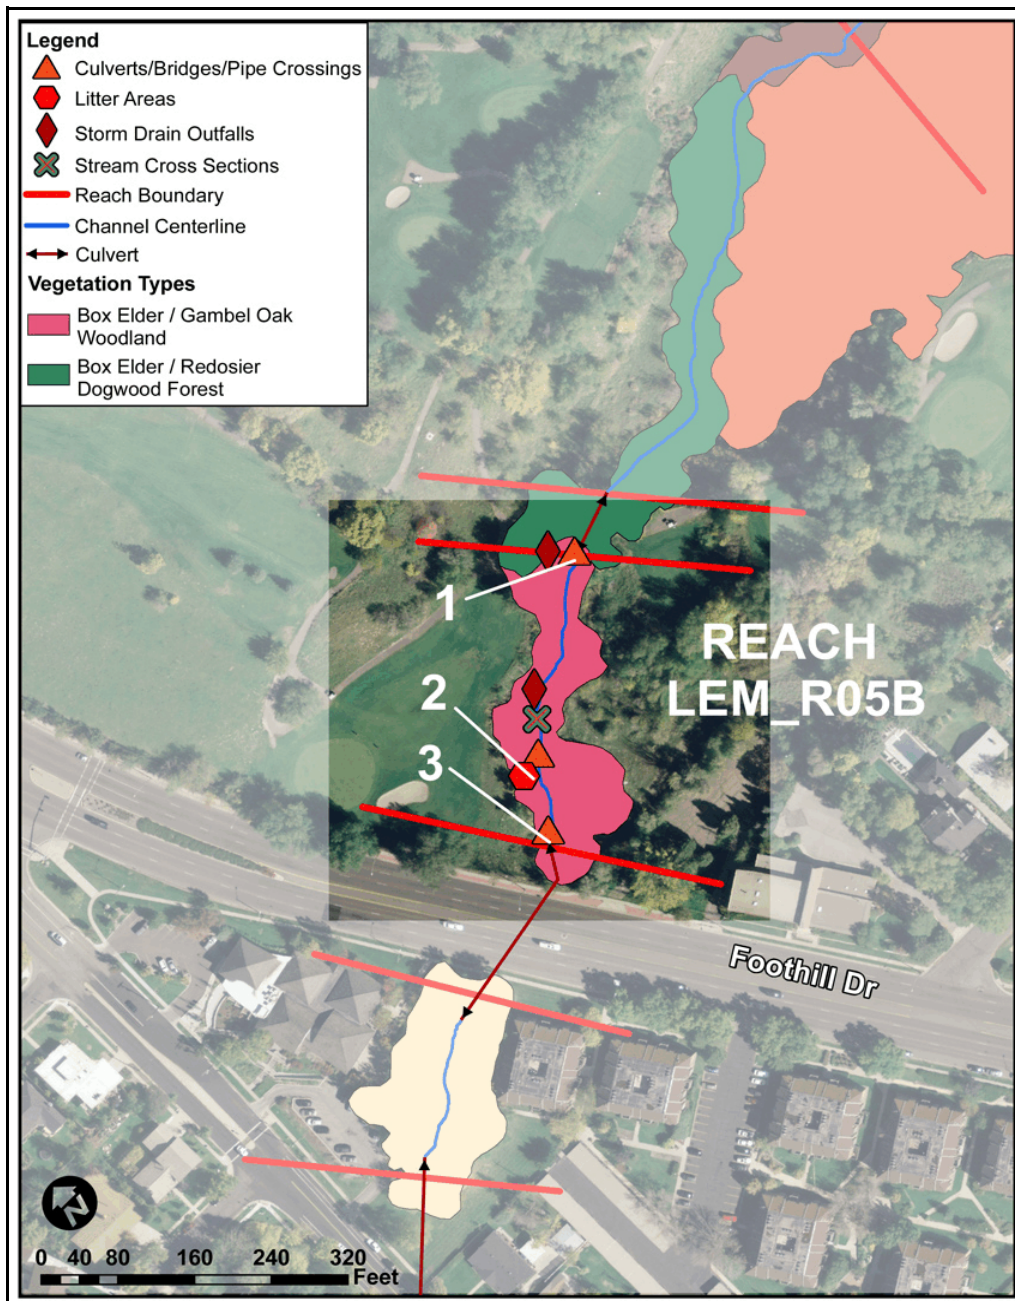 Legend
Culverts/Bridges/Pipe Crossings
Litter Areas
Storm Drain Outfalls
Stream Cross Sections
Reach Boundary
Channel Centerline
Culvert
Vegetation Types
Box Elder / Gambel Oak
Woodland
Box Elder / Redosier
Dogwood Forest
1
REACH
LEM_R05B
2
3
Foothill Dr
N
0 40 80 160 240 320
Feet